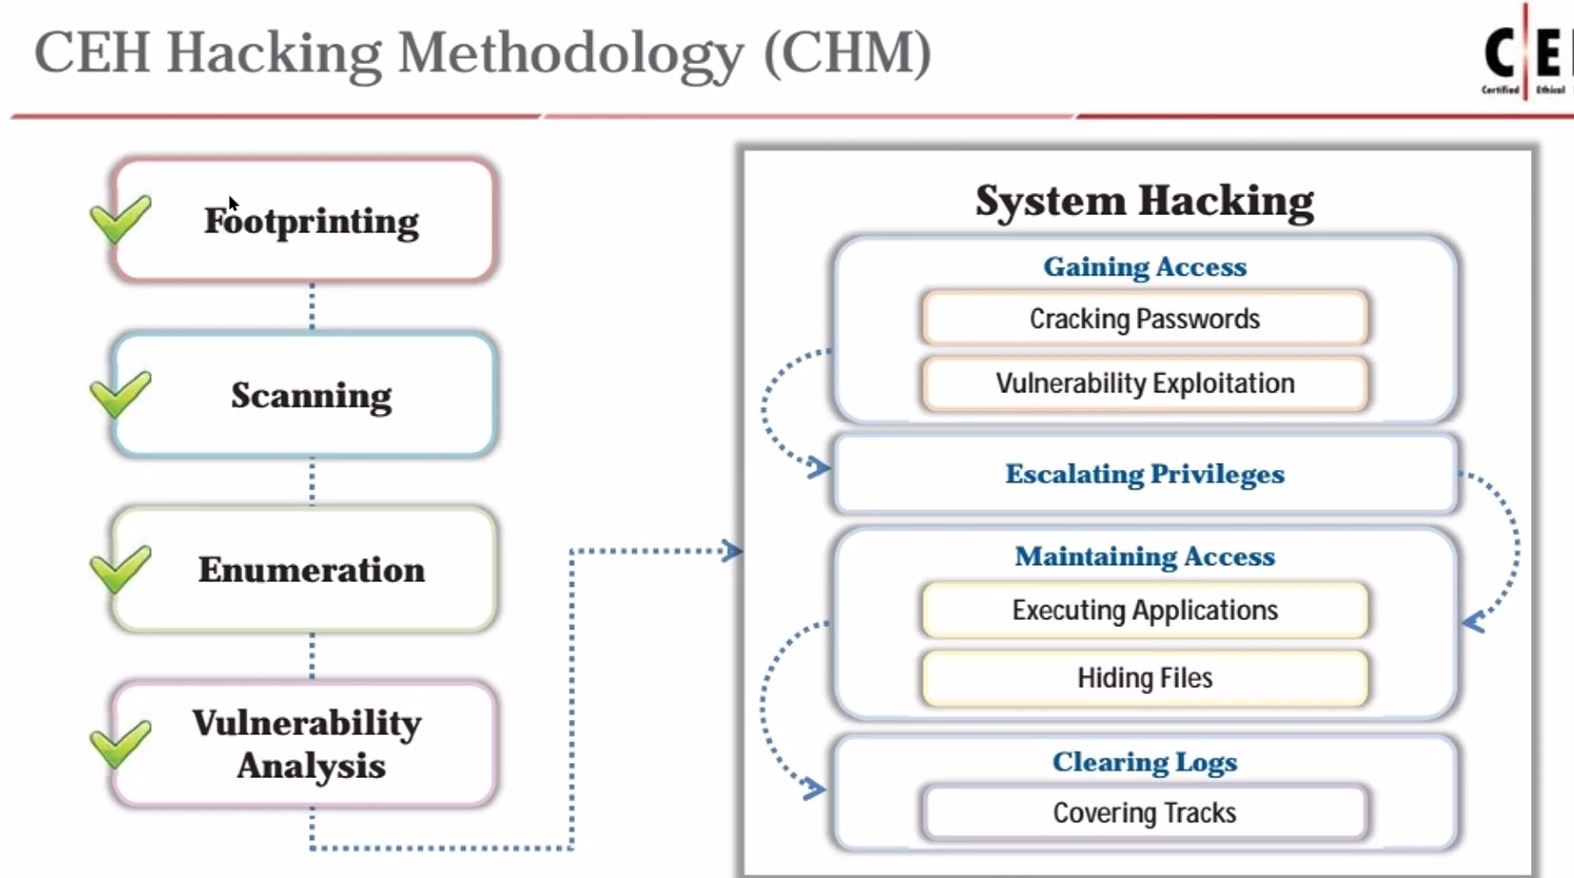 CEH Hacking Methodology (CHM)
CE
Certified Ethical
Footprinting
Scanning
Enumeration
Vulnerability
Analysis
System Hacking
Gaining Access
Cracking Passwords
Vulnerability Exploitation
Escalating Privileges
Maintaining Access
Executing Applications
Hiding Files
Clearing Logs
Covering Tracks